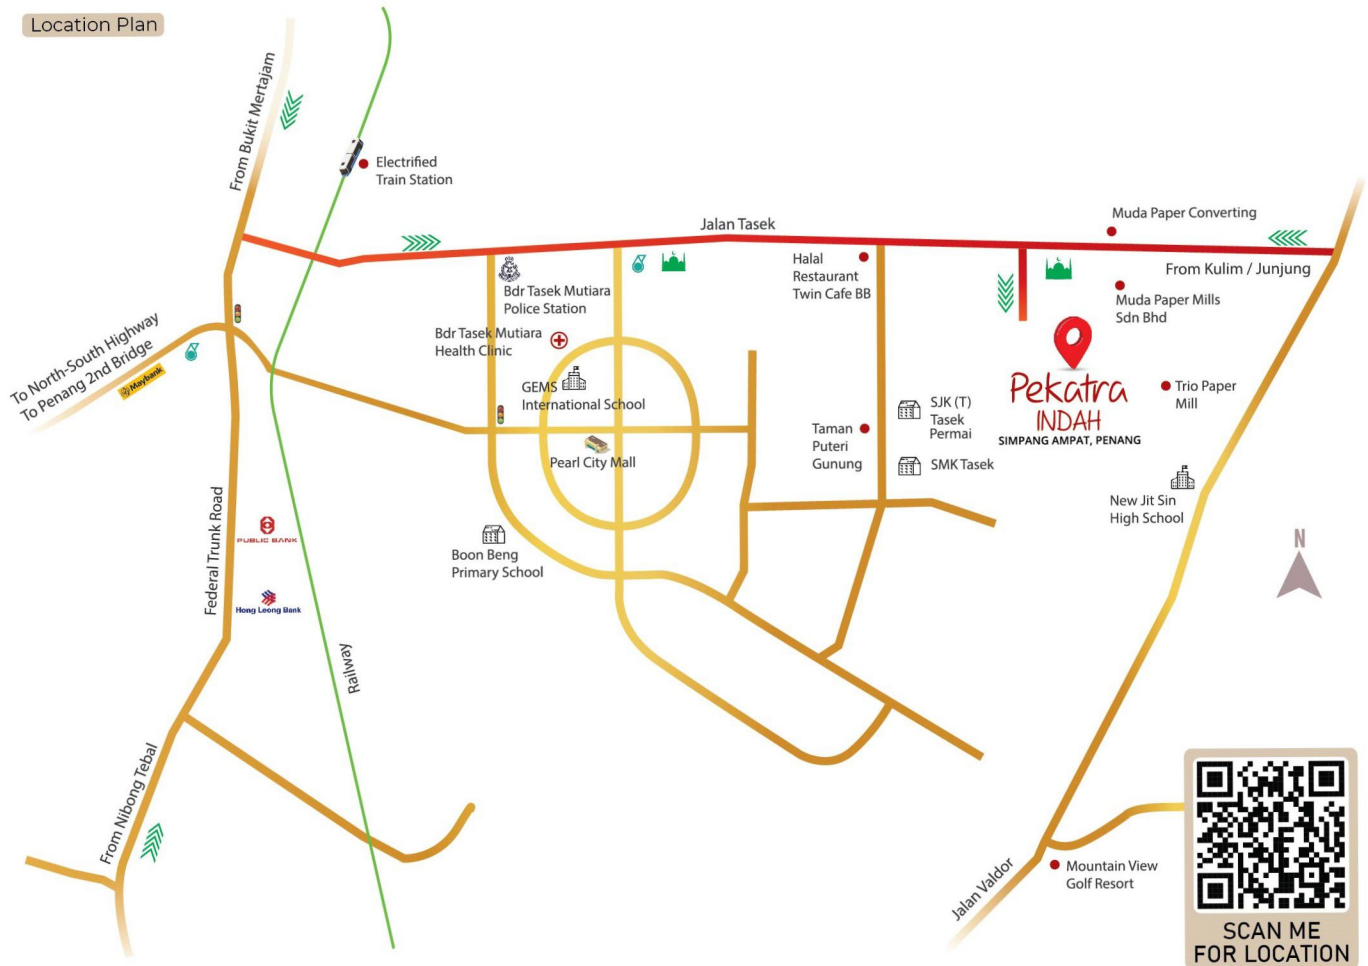 Location Plan
From Bukit Mertajam
Electrified
Train Station
Jalan Tasek
Muda Paper Converting
From Kulim / Junjung
Halal
Restaurant
Twin Cafe BB
Bdr Tasek Mutiara
Police Station
Muda Paper Mills
Sdn Bhd
Bdr Tasek Mutiara
Health Clinic
To North-South Highway
To Penang 2nd Bridge
Maybank
GEMS
International School
Pekatra
INDAH
SIMPANG AMPAT, PENANG
Trio Paper
Mill
SJK (T)
Tasek
Permai
Taman
Puteri
Gunung
SMK Tasek
Pearl City Mall
New Jit Sin
High School
Federal Trunk Road
PUBLIC BANK
Boon Beng
Primary School
N
Hong Leong Bank
Railway
From Nibong Tebal
Jalan Valdor
Mountain View
Golf Resort
SCAN ME
FOR LOCATION